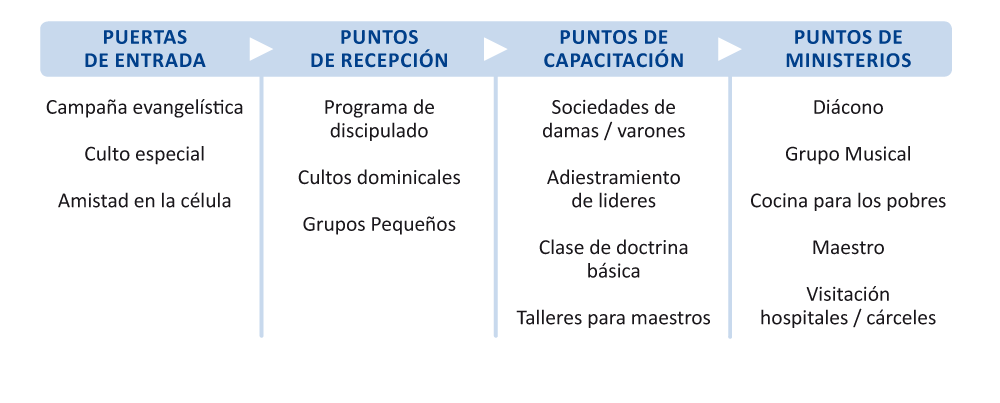 PUERTAS
DE ENTRADA
Campaña evangelística
Culto especial
Amistad en la célula
PUNTOS
DE RECEPCIÓN
Programa de
discipulado
Cultos dominicales
Grupos Pequeños
PUNTOS DE
CAPACITACIÓN
Sociedades de
damas / varones
Adiestramiento
de lideres
Clase de doctrina
básica
Talleres para maestros
PUNTOS DE
MINISTERIOS
Diácono
Grupo Musical
Cocina para los pobres
Maestro
Visitación
hospitales / cárceles